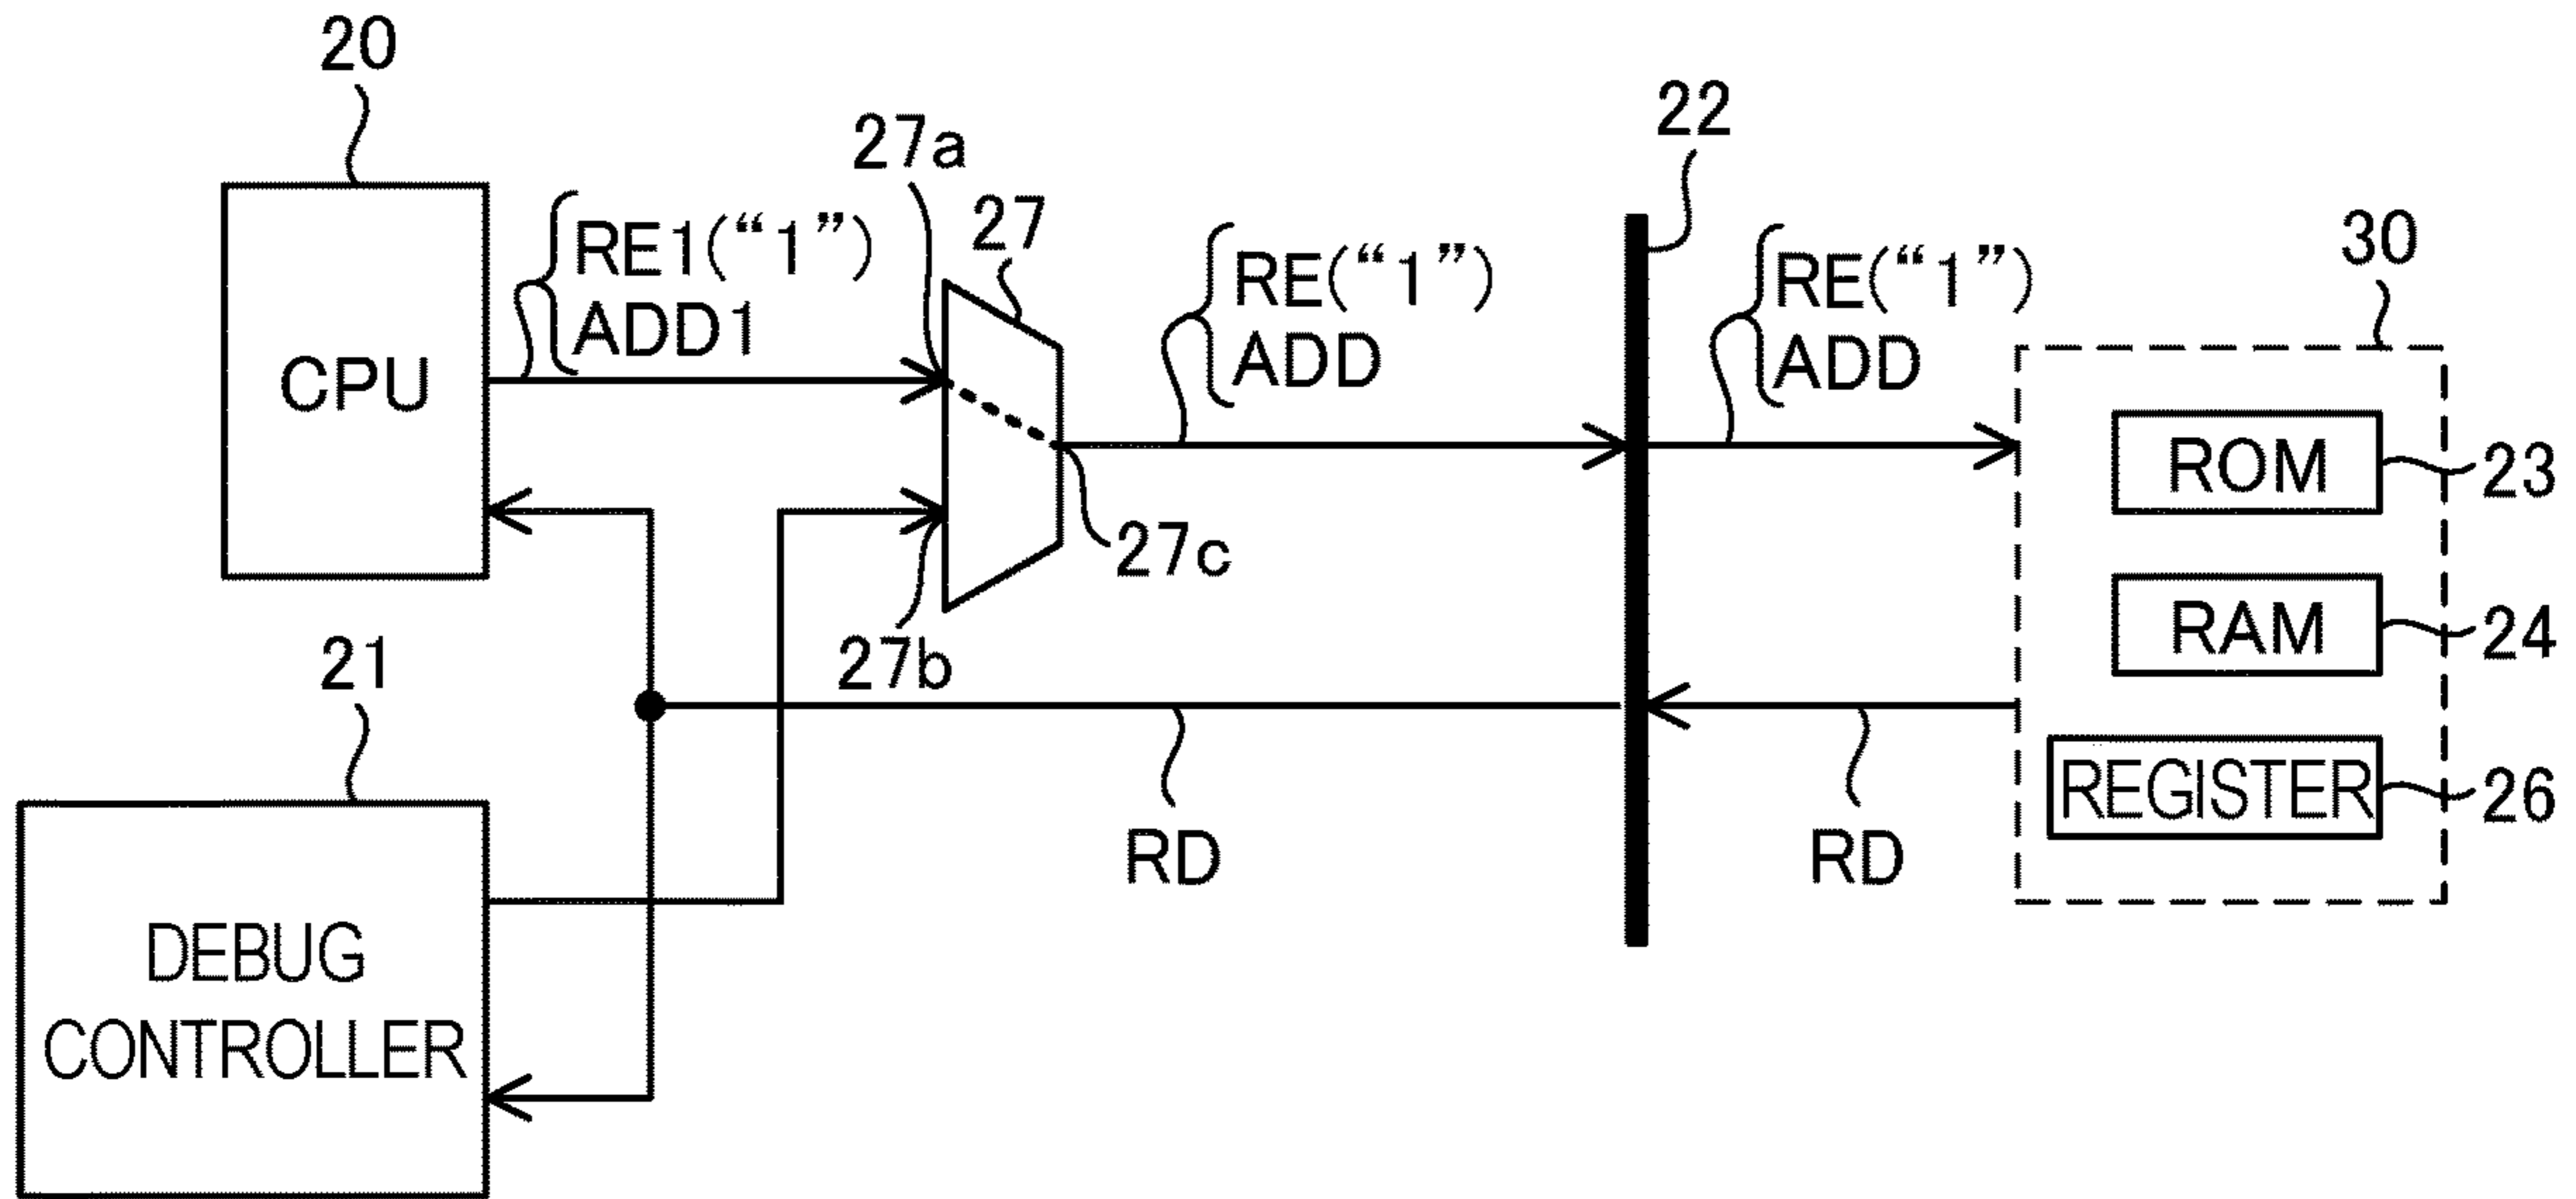 20
22
27a
27
30
RE1(“1”)
ADD1
RE(“1”)
ADD
RE(“1”)
ADD
CPU
ROM
23
27c
RAM
24
27b
21
REGISTER
26
RD
RD
DEBUG
CONTROLLER